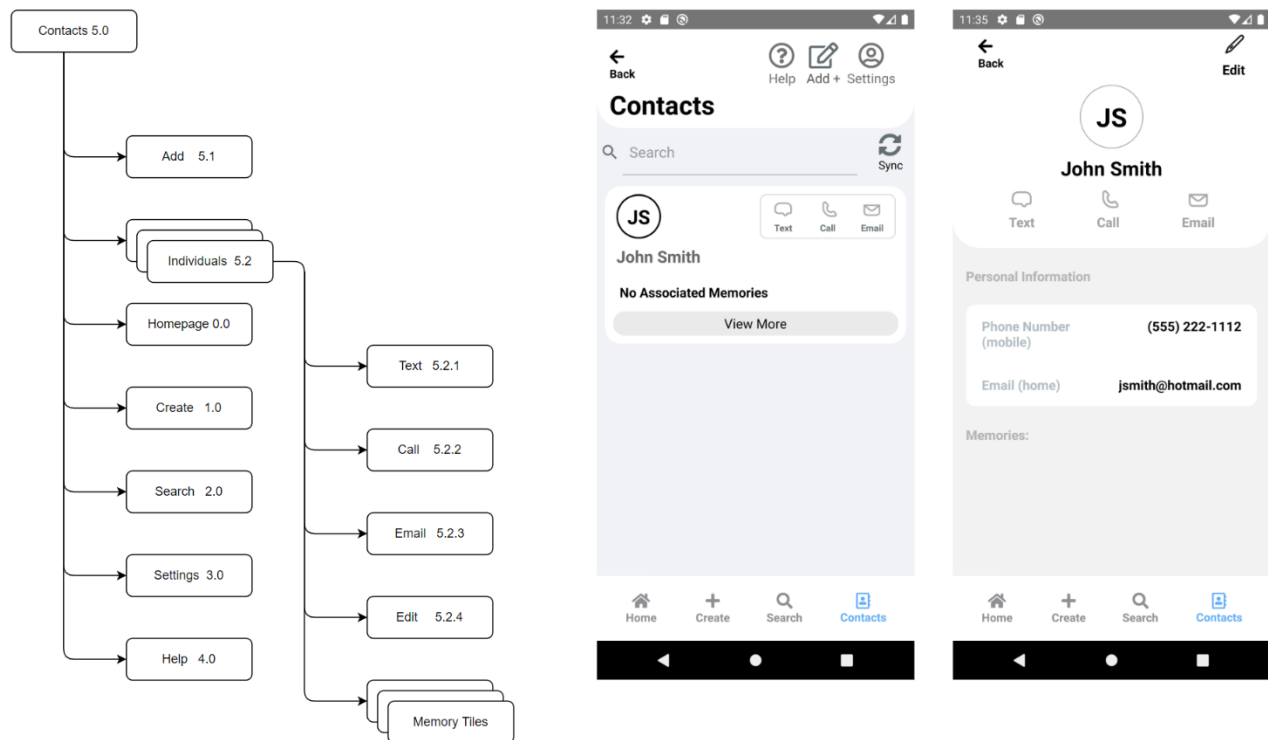 Contacts 5.0
Add 5.1
Individuals 5.2
Homepage 0.0
Create 1.0
Search 2.0
Settings 3.0
Help 4.0
Text 5.2.1
Call 5.2.2
Email 5.2.3
Edit 5.2.4
Memory Tiles
11:32
Back
Help Add + Settings
Contacts
Search
Sync
JS
Text Call Email
John Smith
No Associated Memories
View More
Home Create Search Contacts
11:35
Back
Edit
JS
John Smith
Text Call Email
Personal Information
Phone Number (555) 222-1112
(mobile)
Email (home) jsmith@hotmail.com
Memories:
Home Create Search Contacts